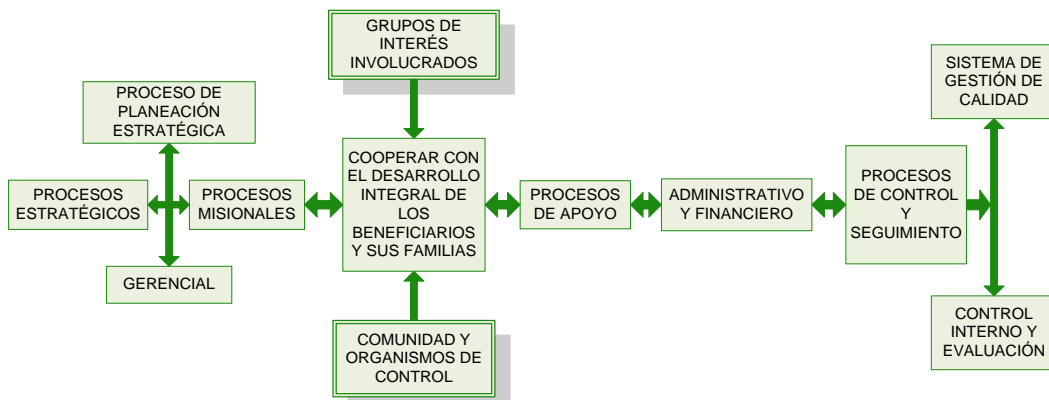 GRUPOS DE
INTERÉS
INVOLUCRADOS
PROCESO DE
PLANEACIÓN
ESTRATÉGICA
SISTEMA DE
GESTIÓN DE
CALIDAD
PROCESOS
ESTRATÉGICOS
PROCESOS
MISIONALES
COOPERAR CON
EL DESARROLLO
INTEGRAL DE
LOS
BENEFICIARIOS
Y SUS FAMILIAS
PROCESOS
DE APOYO
ADMINISTRATIVO
Y FINANCIERO
PROCESOS
DE CONTROL
Y
SEGUIMIENTO
GERENCIAL
COMUNIDAD Y
ORGANISMOS DE
CONTROL
CONTROL
INTERNO Y
EVALUACIÓN